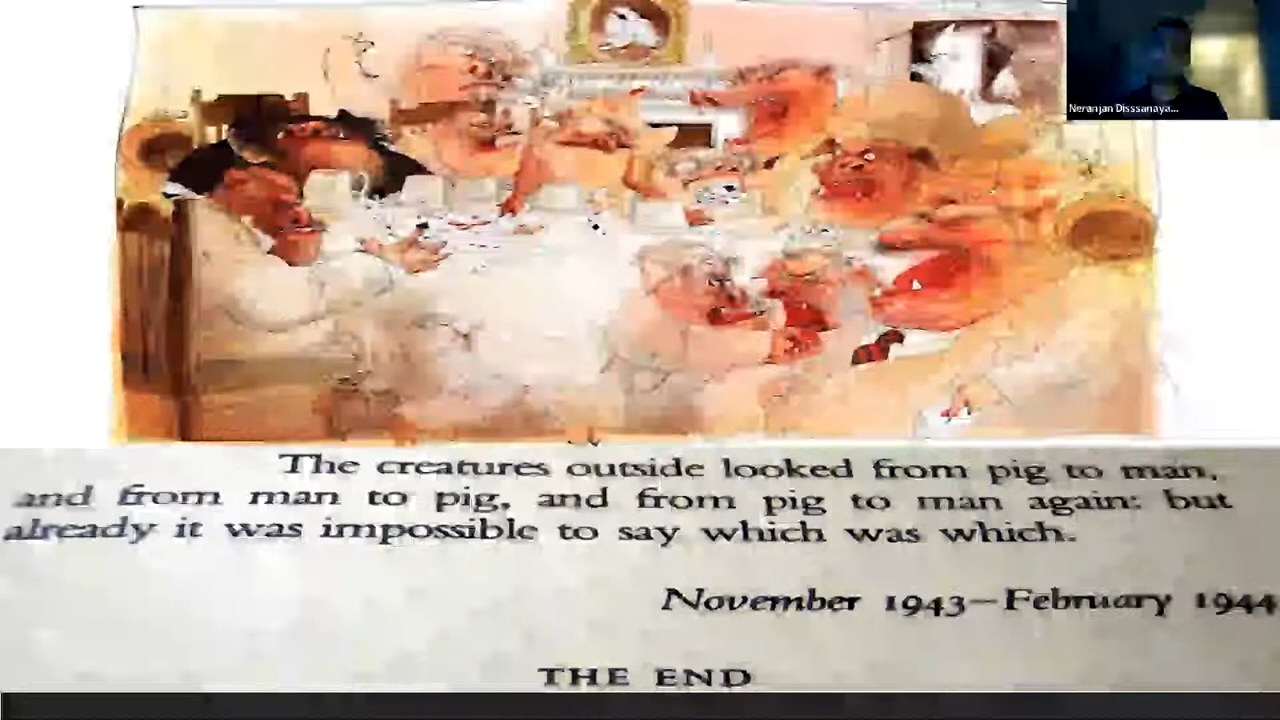 Neranjan Disssanaya...
The creatures outside looked from pig to man,
and from man to pig, and from pig to man again: but
already it was impossible to say which was which.
November 1943–February 1944
THE END